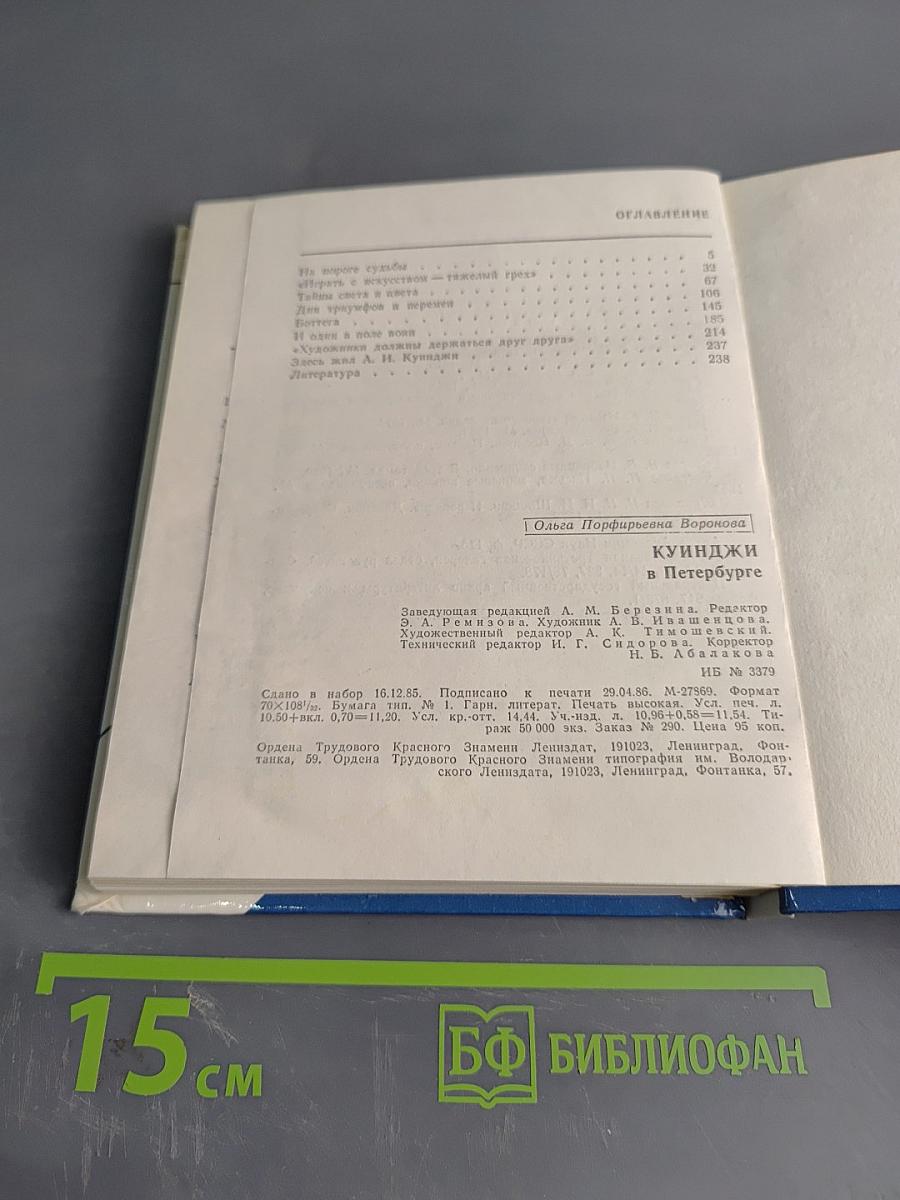 ОГЛАВЛЕНИЕ
На пороге судьбы . . . . . . . . . . . . . . 5
«Играть с искусством — тяжелый грех» . . . . . . . 32
Тайны света и цвета . . . . . . . . . . . . . 67
Дни триумфов и перемен . . . . . . . . . . . . 106
Боттега . . . . . . . . . . . . . . . . . 145
И один в поле воин . . . . . . . . . . . . . 185
«Художники должны держаться друг друга» . . . . . . 214
Здесь жил А. И. Куинджи . . . . . . . . . . . 237
Литература . . . . . . . . . . . . . . . . 238
Ольга Порфирьевна Воронова
КУИНДЖИ
в Петербурге
Заведующая редакцией А. М. Березина. Редактор
Э. А. Ремизова. Художник А. В. Ивашенцова.
Художественный редактор А. К. Тимошевский.
Технический редактор И. Г. Сидорова. Корректор
Н. Б. Абалакова
ИБ № 3379
Сдано в набор 16.12.85. Подписано к печати 29.04.86. М-27869. Формат
70×108¹/₃₂. Бумага тип. № 1. Гарн. литерат. Печать высокая. Усл. печ. л.
10.50+вкл. 0,70=11,20. Усл. кр.-отт. 14,44. Уч.-изд. л. 10,96+0,58=11,54. Ти-
раж 50 000 экз. Заказ № 290. Цена 95 коп.
Ордена Трудового Красного Знамени Лениздат, 191023, Ленинград, Фон-
танка, 59. Ордена Трудового Красного Знамени типография им. Володар-
ского Лениздата, 191023, Ленинград, Фонтанка, 57.
15 см
БФ БИБЛИОФАН